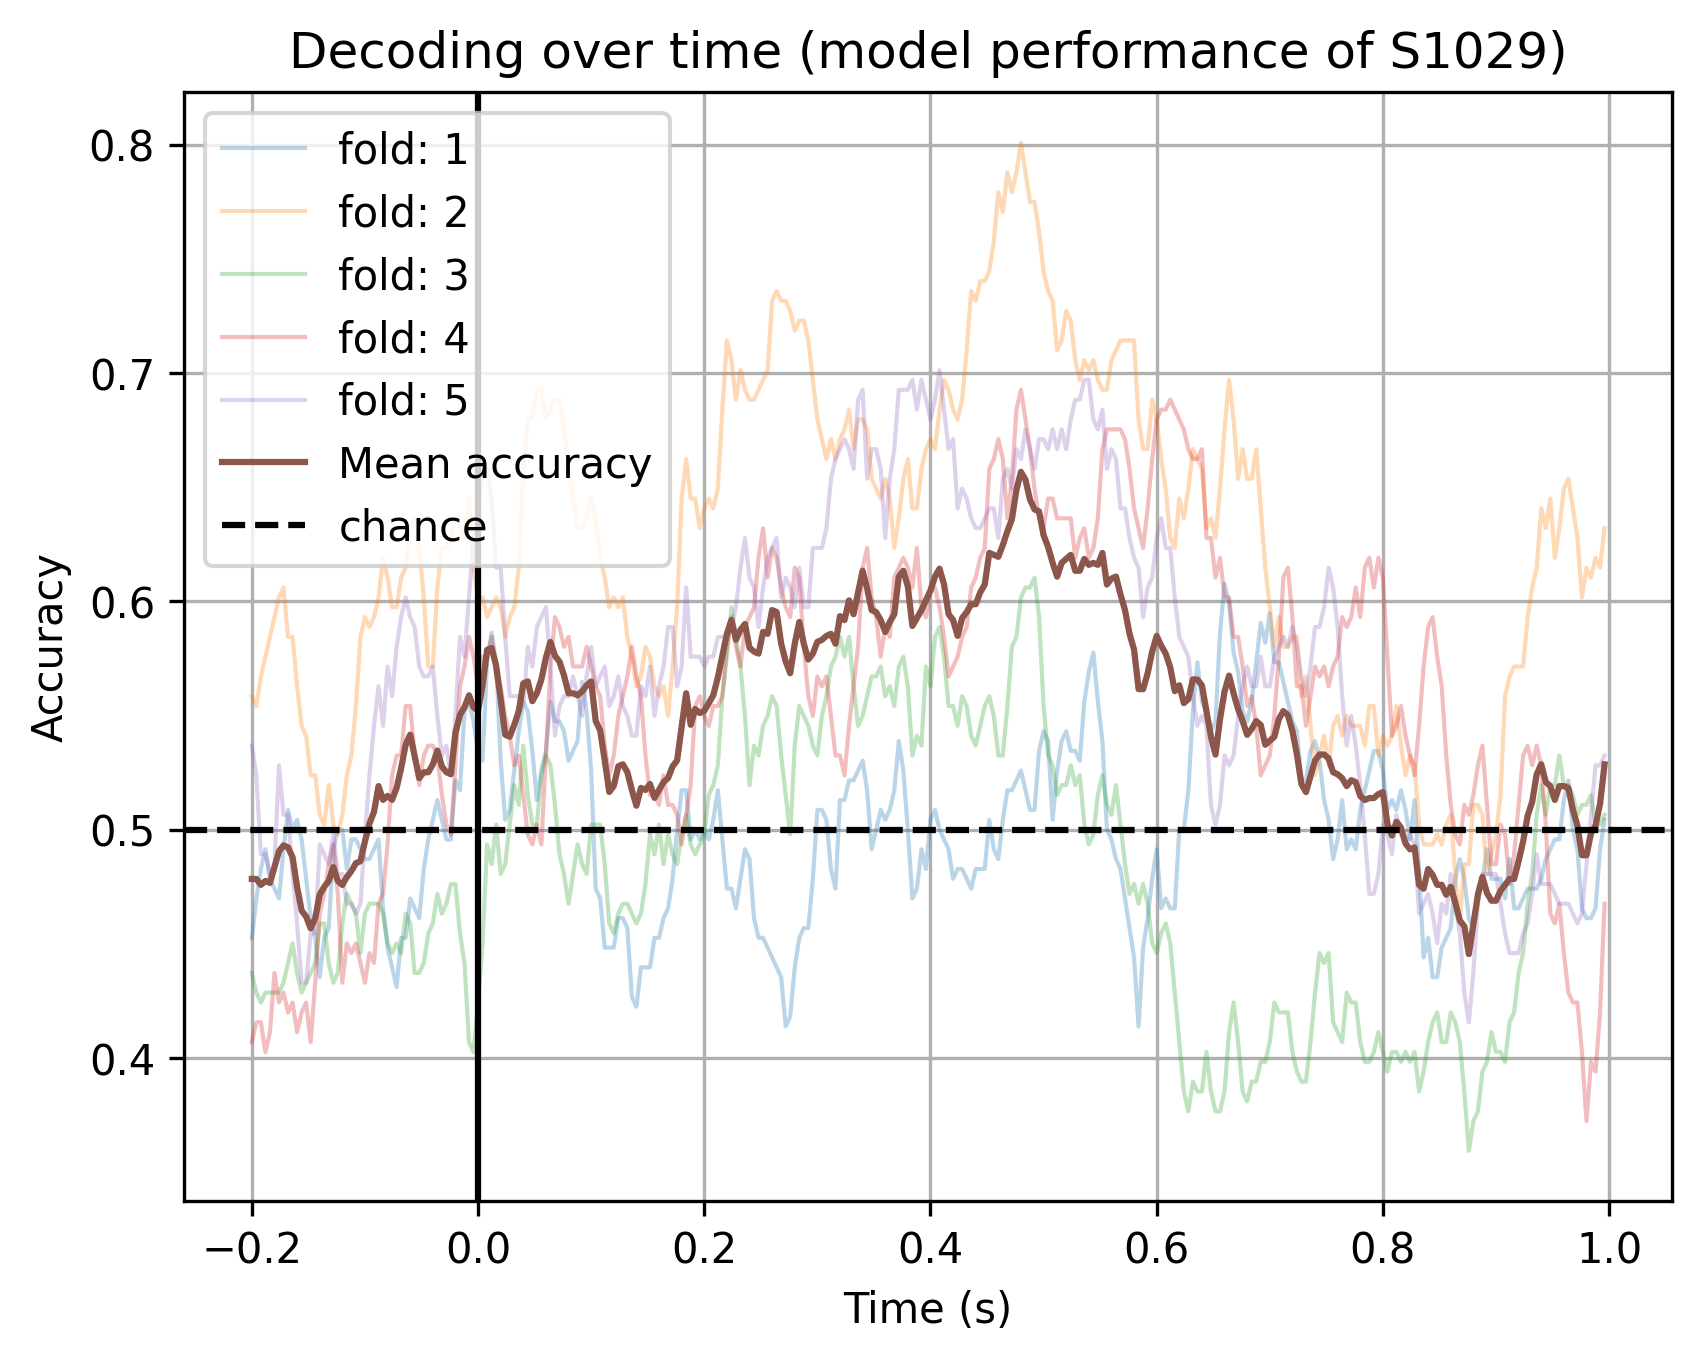 Decoding over time (model performance of S1029)
fold: 1
fold: 2
fold: 3
fold: 4
fold: 5
Mean accuracy
chance
Accuracy
0.8
0.7
0.6
0.5
0.4
−0.2 0.0 0.2 0.4 0.6 0.8 1.0
Time (s)